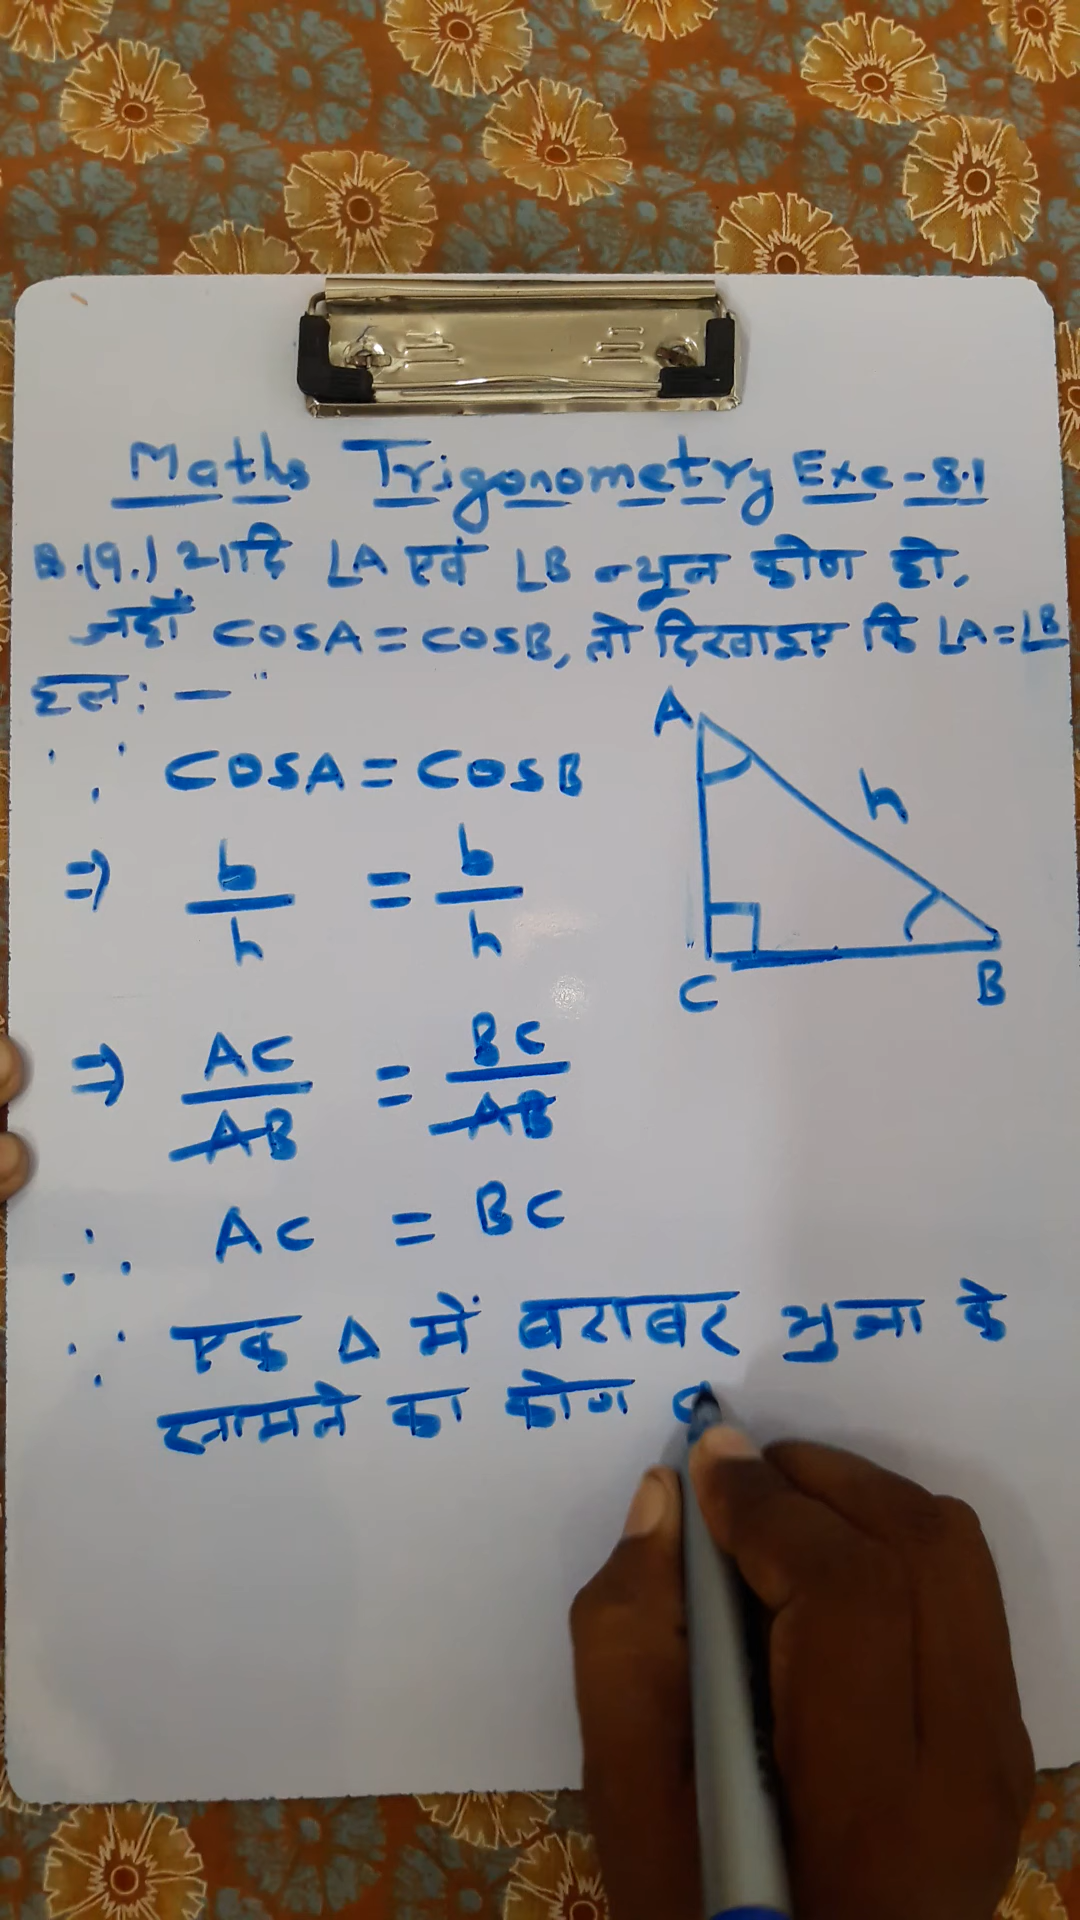 Maths Trigonometry Exe-8.1
Q.(9.) यदि ∠A एवं ∠B न्यून कोण हो,
जहाँ COSA = COSB, तो दिखाइए कि ∠A = ∠B
हल: —
∵ COSA = COSB
⇒ b/h = b/h
⇒ AC/AB = BC/AB
∴ AC = BC
∵ एक Δ में बराबर भुजा के
सामने का कोण
A
h
C
B